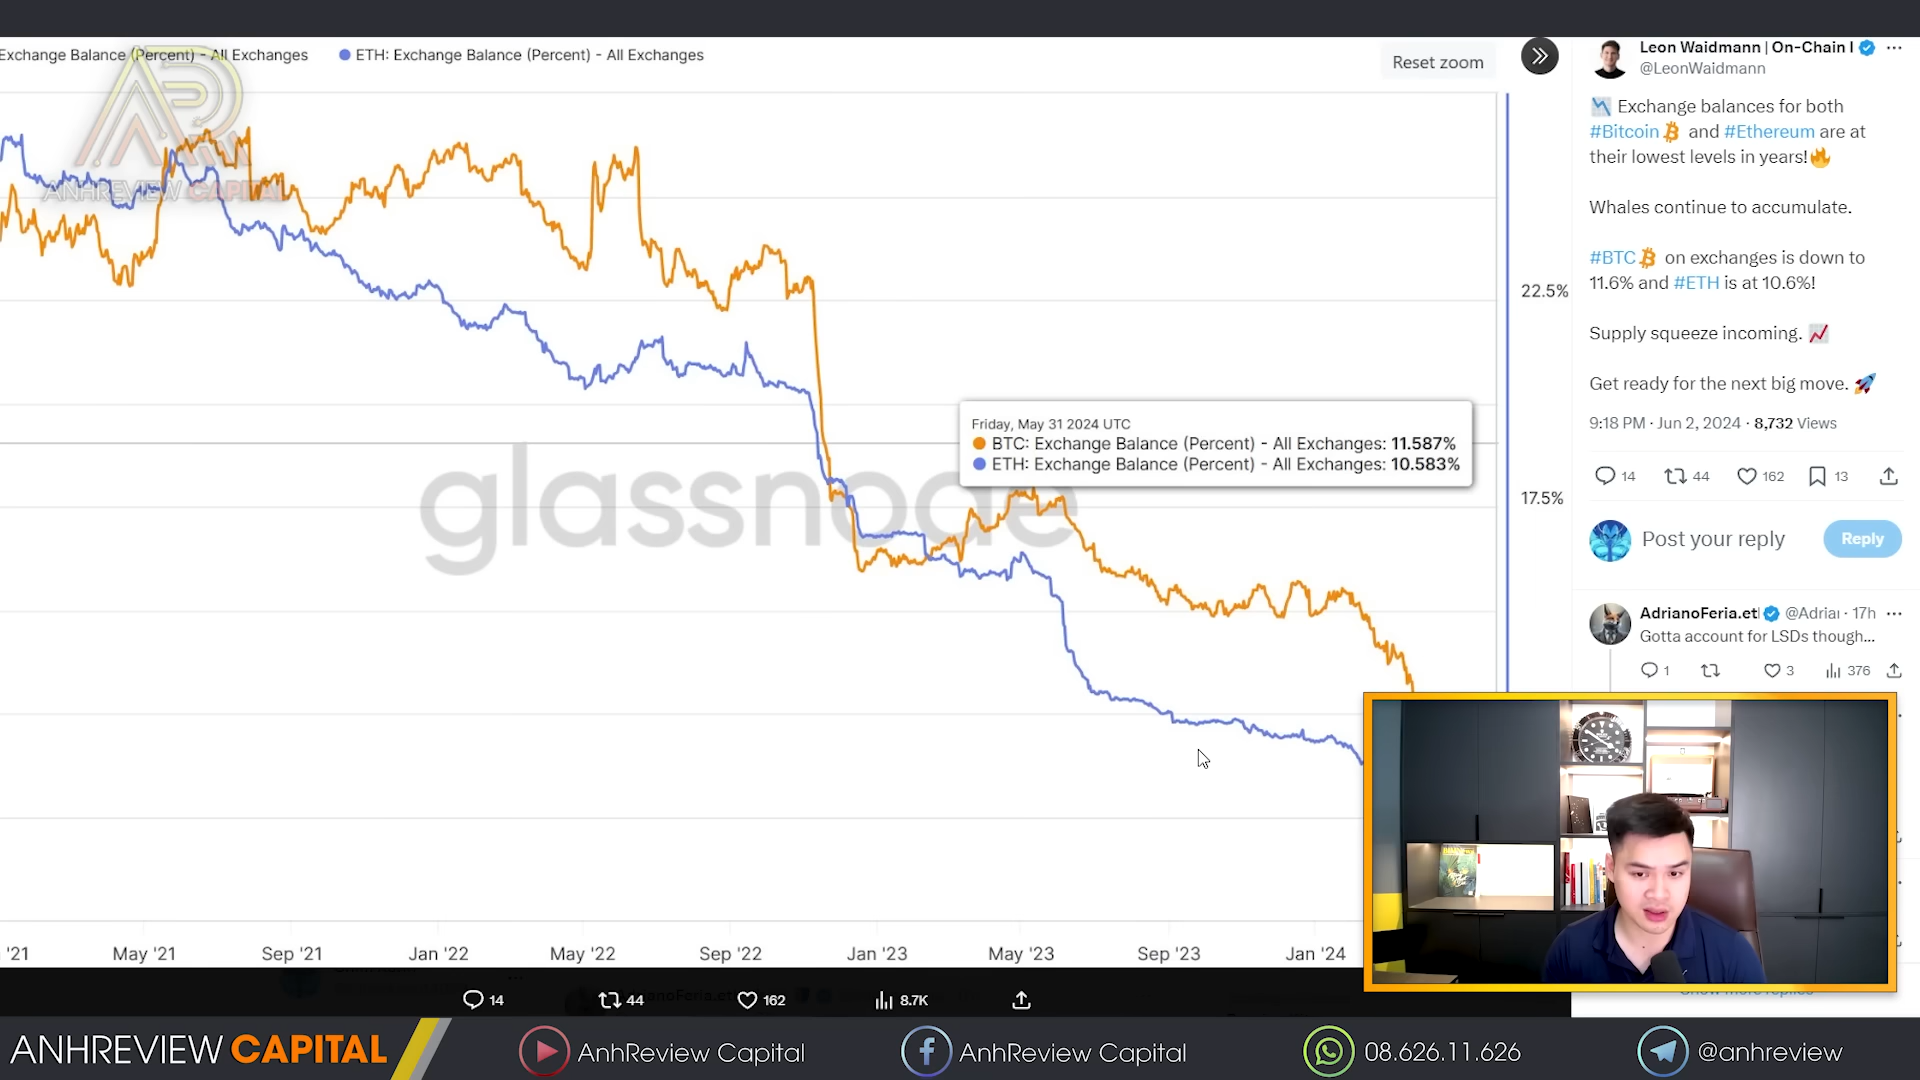 Exchange Balance (Percent) - All Exchanges
ETH: Exchange Balance (Percent) - All Exchanges
Reset zoom
ANHREVIEW CAPITAL
22.5%
17.5%
glassnode
Friday, May 31 2024 UTC
BTC: Exchange Balance (Percent) - All Exchanges: 11.587%
ETH: Exchange Balance (Percent) - All Exchanges: 10.583%
'21
May '21
Sep '21
Jan '22
May '22
Sep '22
Jan '23
May '23
Sep '23
Jan '24
14
44
162
8.7K
Leon Waidmann | On-Chain I
@LeonWaidmann
Exchange balances for both
#Bitcoin and #Ethereum are at
their lowest levels in years!
Whales continue to accumulate.
#BTC on exchanges is down to
11.6% and #ETH is at 10.6%!
Supply squeeze incoming.
Get ready for the next big move.
9:18 PM · Jun 2, 2024 · 8,732 Views
14
44
162
13
Post your reply
Reply
AdrianoFeria.et
@Adria
· 17h
Gotta account for LSDs though...
1
3
376
ANHREVIEW CAPITAL
AnhReview Capital
AnhReview Capital
08.626.11.626
@anhreview